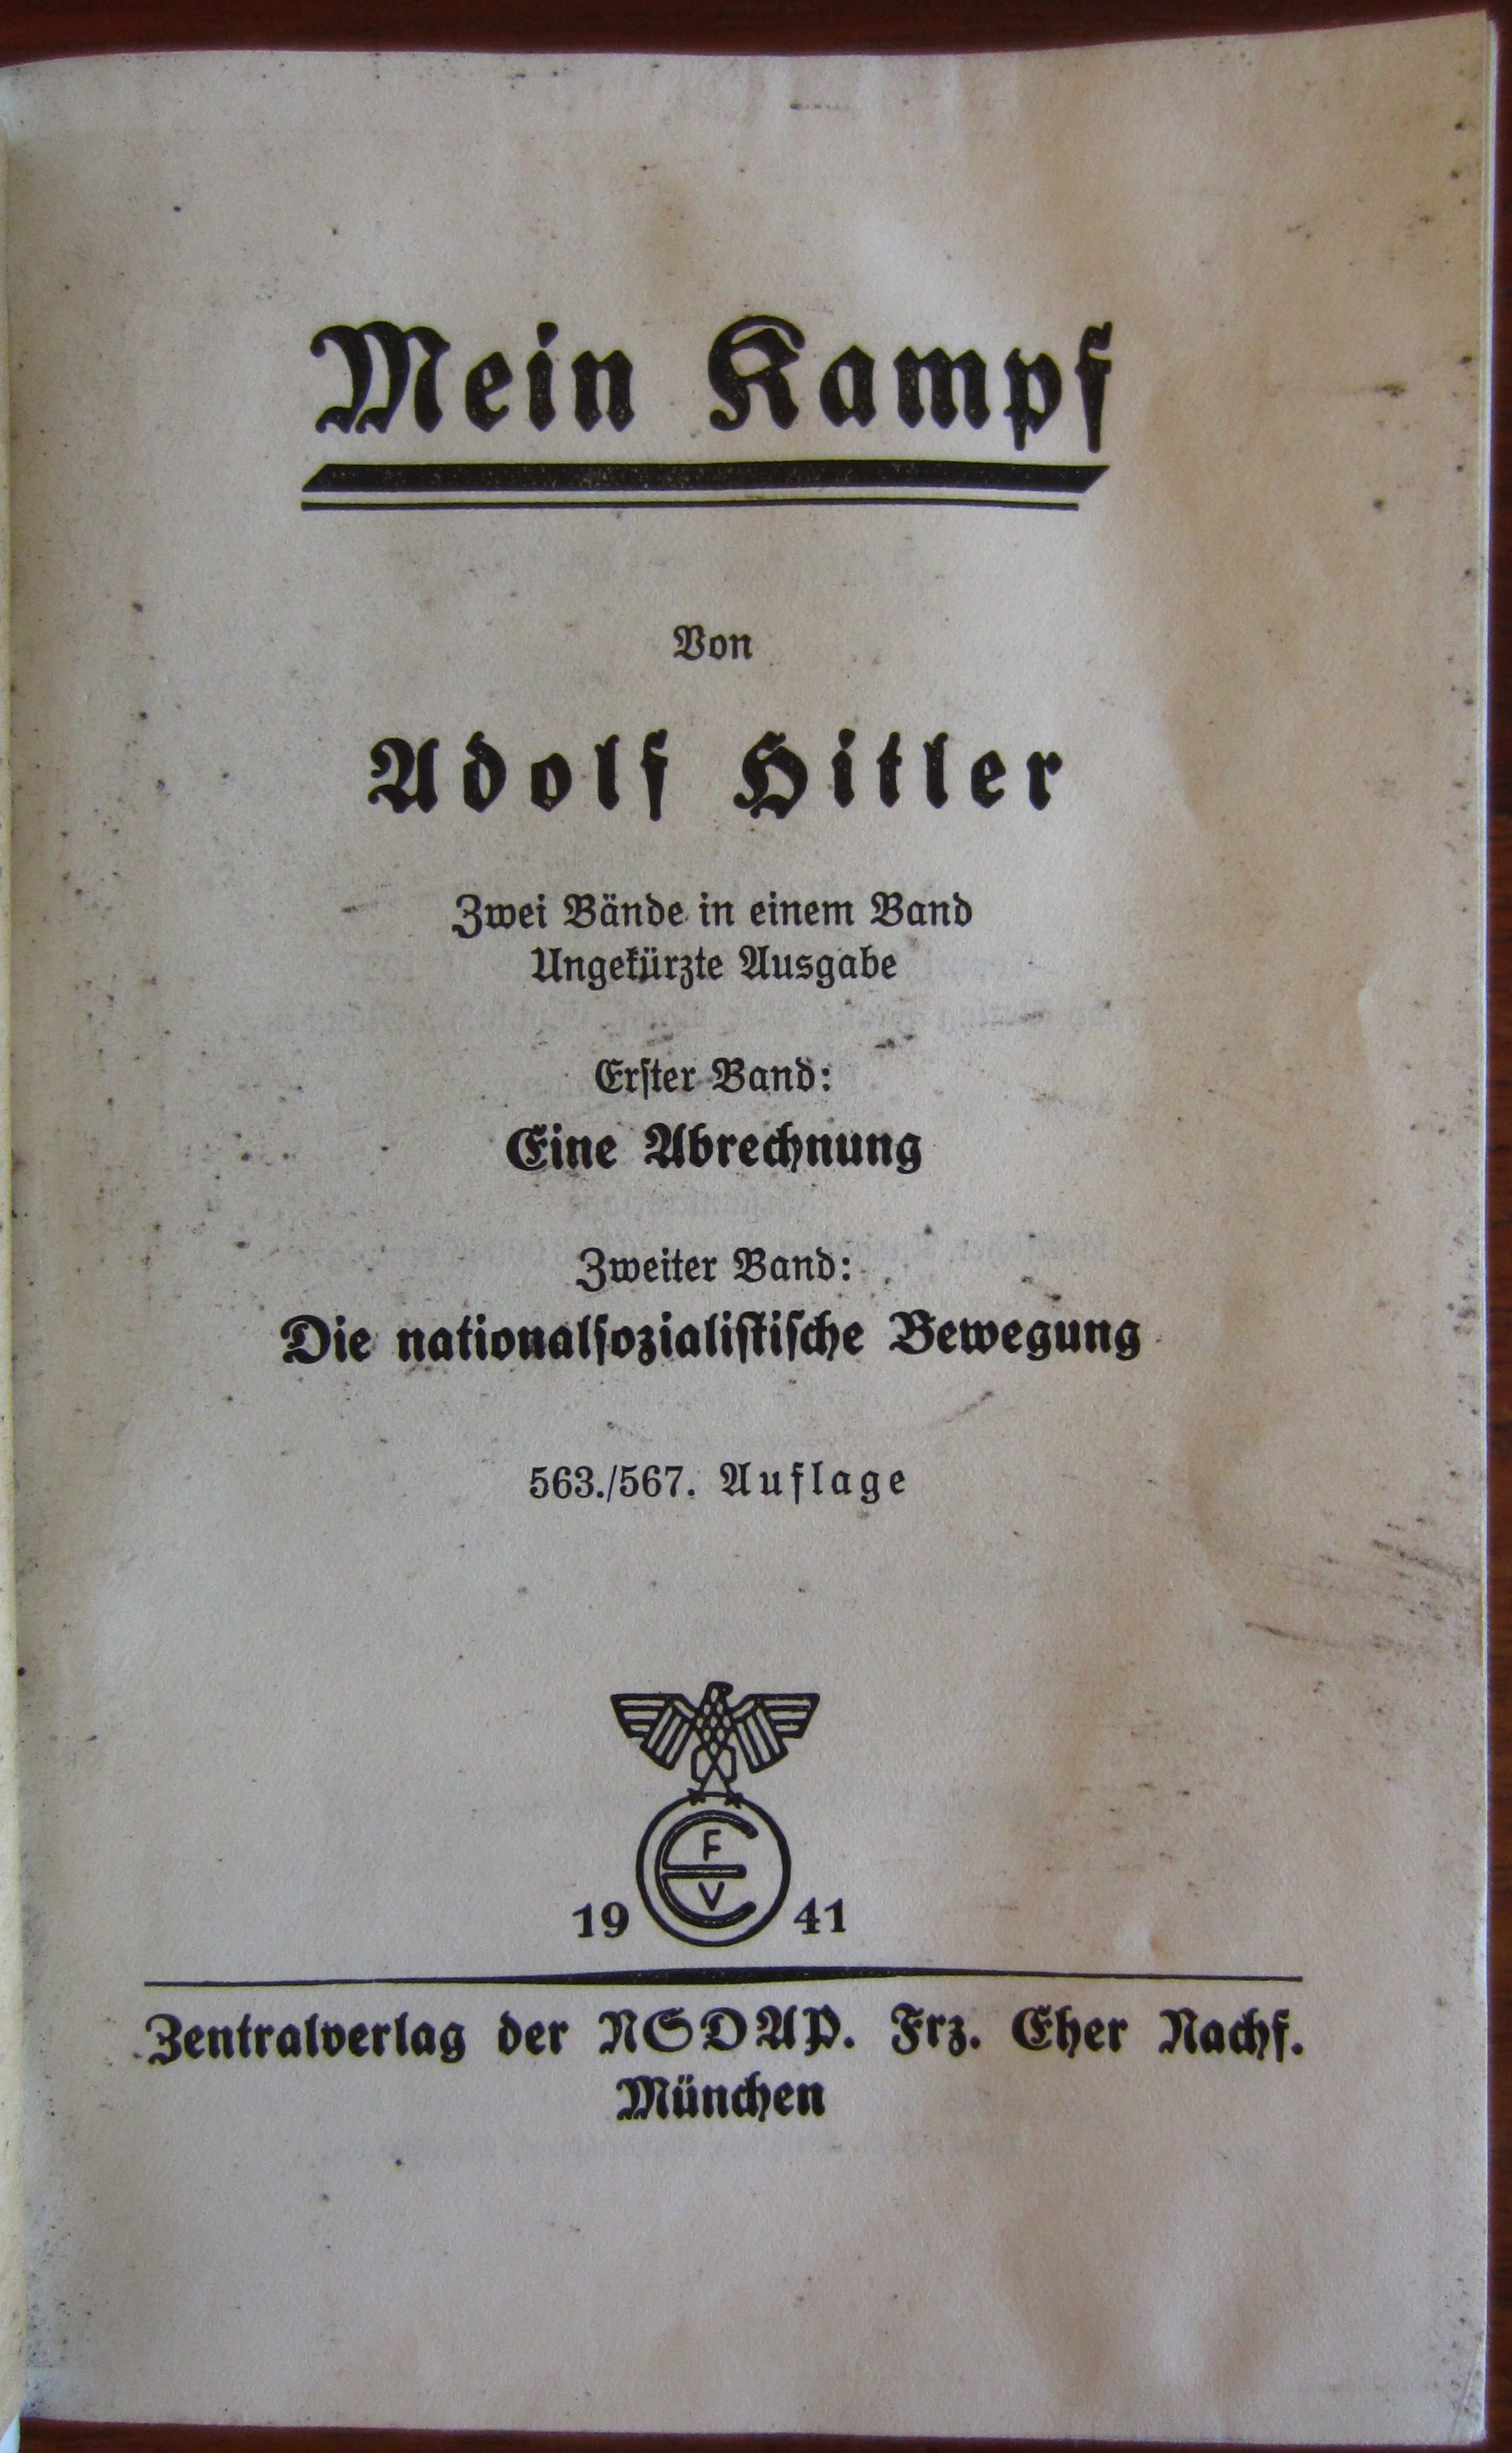 Mein Kampf
Von
Adolf Hitler
Zwei Bände in einem Band
Ungekürzte Ausgabe
Erſter Band:
Eine Abrechnung
Zweiter Band:
Die nationalſozialiſtiſche Bewegung
563./567. Auflage
F
E
V
19 41
Zentralverlag der NSDAP. Frz. Eher Nachf.
München